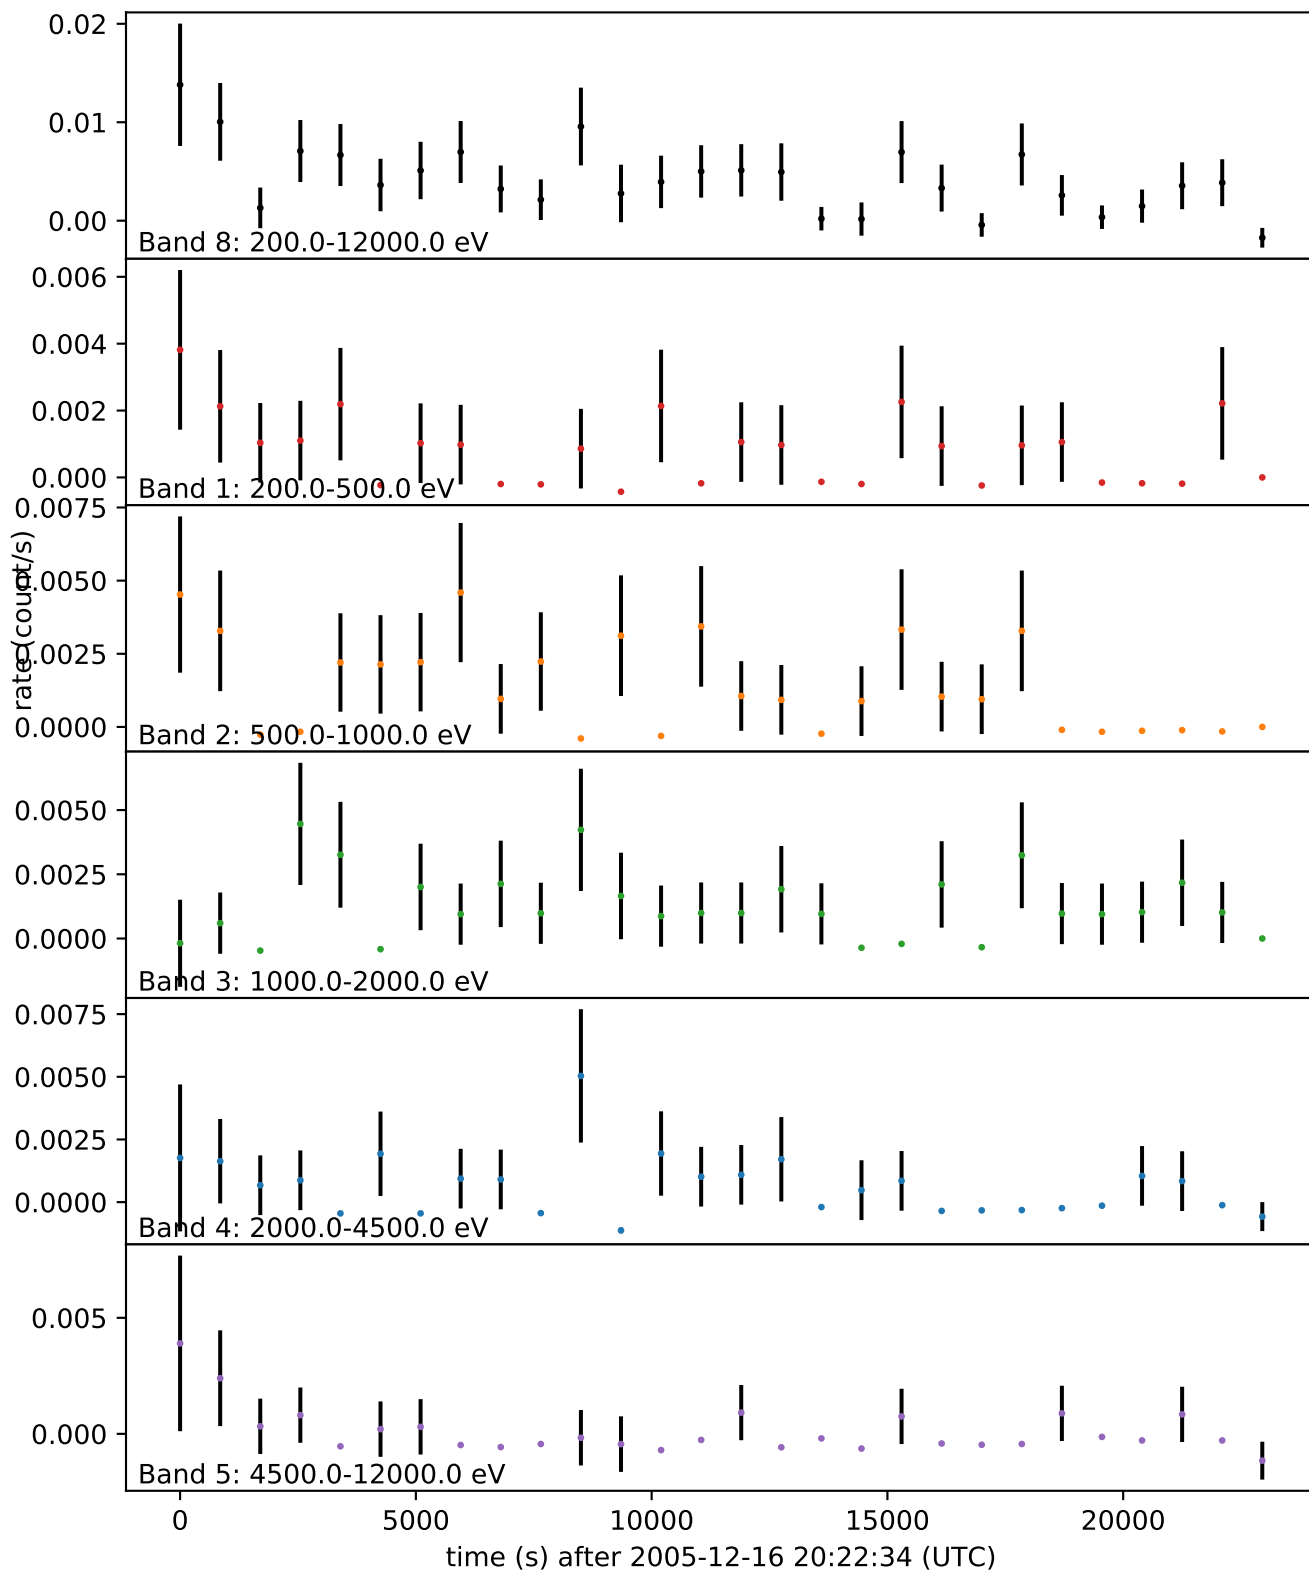 0.02
0.01
0.00
Band 8: 200.0-12000.0 eV
0.006
0.004
0.002
0.000
Band 1: 200.0-500.0 eV
rate (count/s)
0.0075
0.0050
0.0025
0.0000
Band 2: 500.0-1000.0 eV
0.0050
0.0025
0.0000
Band 3: 1000.0-2000.0 eV
0.0075
0.0050
0.0025
0.0000
Band 4: 2000.0-4500.0 eV
0.005
0.000
Band 5: 4500.0-12000.0 eV
0 5000 10000 15000 20000
time (s) after 2005-12-16 20:22:34 (UTC)